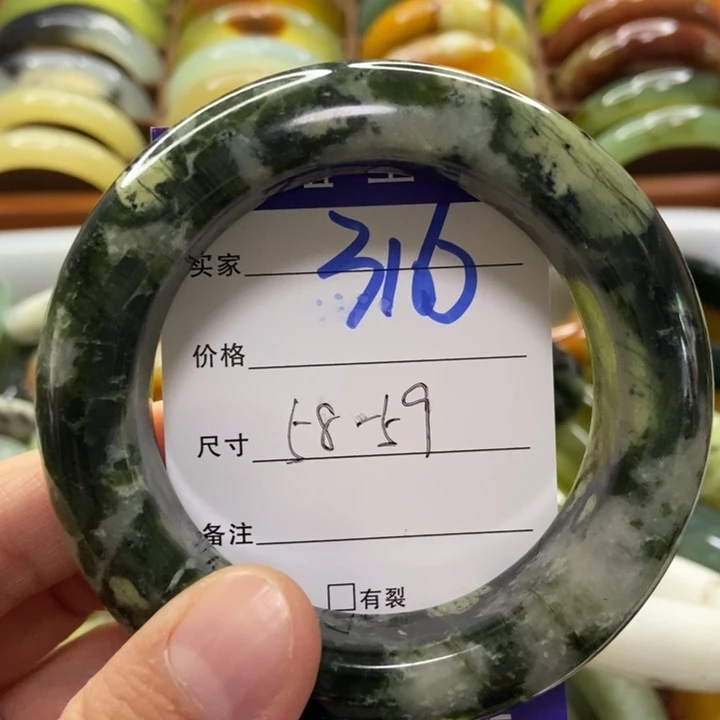 买家 316
价格
尺寸 58-59
备注
□有裂